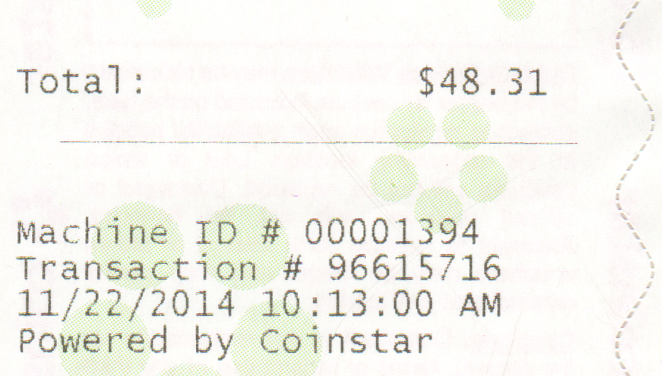 Total: $48.31
Machine ID # 00001394
Transaction # 96615716
11/22/2014 10:13:00 AM
Powered by Coinstar